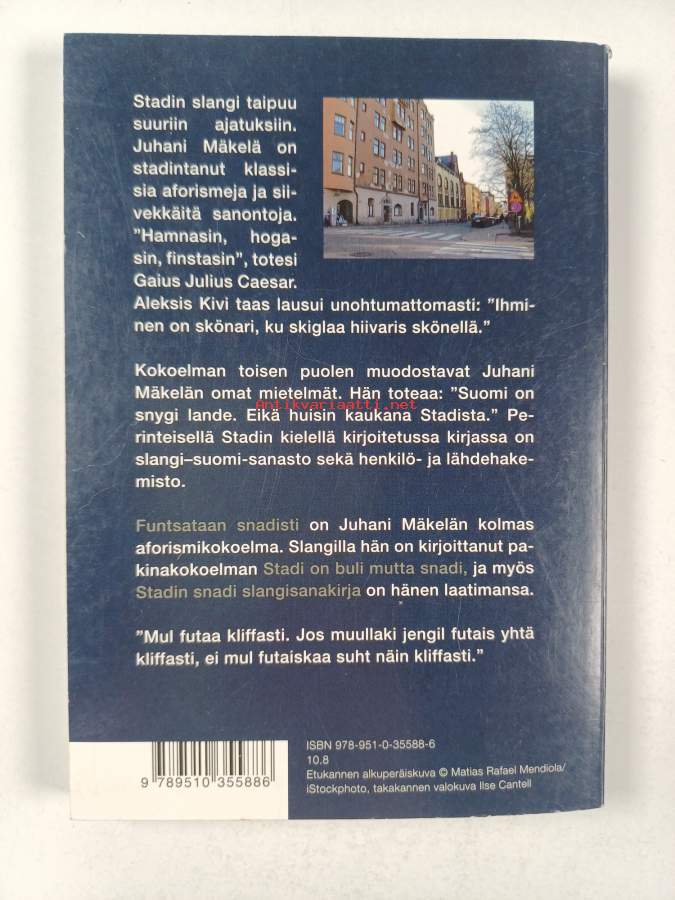 Stadin slangi taipuu
suuriin ajatuksiin.
Juhani Mäkelä on
stadintanut klassi-
sia aforismeja ja sii-
vekkäitä sanontoja.
"Hamnasin, hoga-
sin, finstasin", totesi
Gaius Julius Caesar.
Aleksis Kivi taas lausui unohtumattomasti: "Ihmi-
nen on skönari, ku skiglaa hiivaris skönellä."
Kokoelman toisen puolen muodostavat Juhani
Mäkelän omat mietelmät. Hän toteaa: "Suomi on
snygi lande. Eikä huisin kaukana Stadista." Pe-
Antikvariaatti.net
rinteisellä Stadin kielellä kirjoitetussa kirjassa on
slangi–suomi-sanasto sekä henkilö- ja lähdehake-
misto.
Funtsataan snadisti on Juhani Mäkelän kolmas
aforismikokoelma. Slangilla hän on kirjoittanut pa-
kinakokoelman Stadi on buli mutta snadi, ja myös
Stadin snadi slangisanakirja on hänen laatimansa.
"Mul futaa kliffasti. Jos muullaki jengil futais yhtä
kliffasti, ei mul futaiskaa suht näin kliffasti."
ISBN 978-951-0-35588-6
10.8
Etukannen alkuperäiskuva © Matias Rafael Mendiola/
iStockphoto, takakannen valokuva Ilse Cantell
9 789510 355886